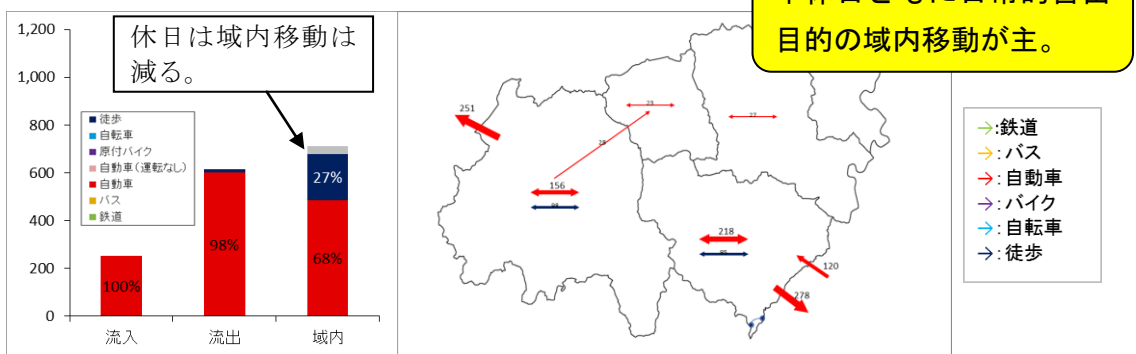 目的の域内移動が主。
休日は域内移動は
減る。
1,200
1,000
800
600
400
200
0
徒歩
自転車
原付バイク
自動車(運転なし)
自動車
バス
鉄道
100%
98%
27%
68%
流入
流出
域内
251
23
27
29
156
218
120
278
→:鉄道
→:バス
→:自動車
→:バイク
→:自転車
→:徒歩